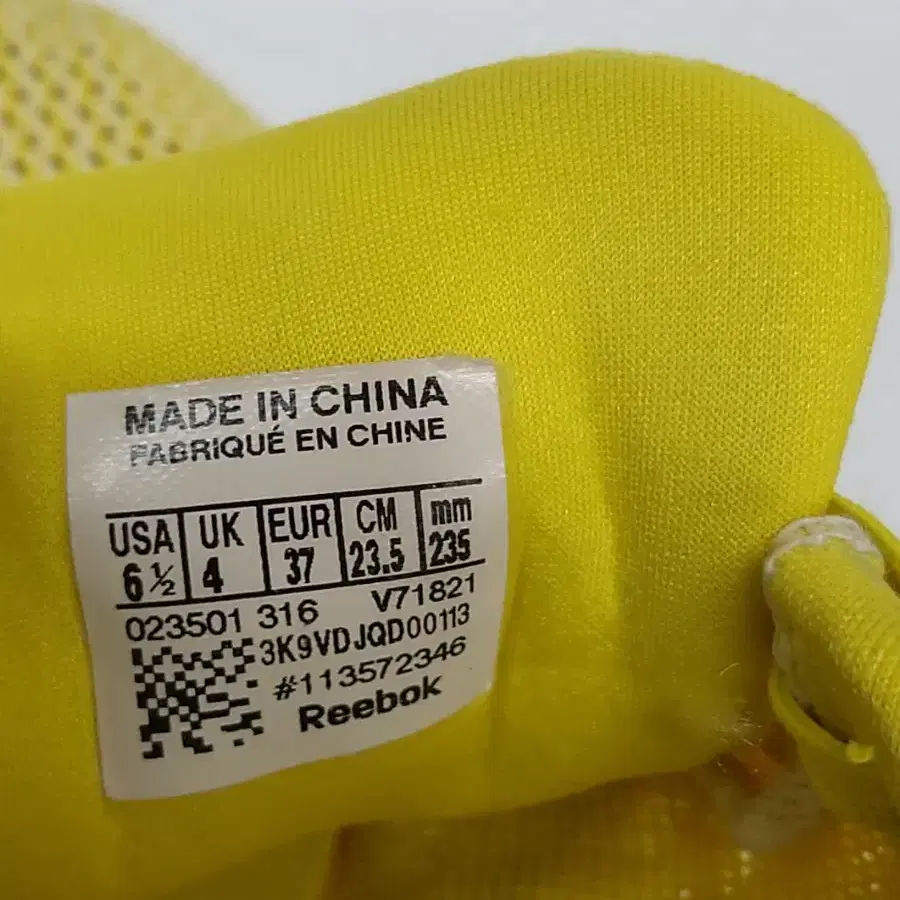 MADE IN CHINA
FABRIQUÉ EN CHINE
USA UK EUR CM mm
6 ½ 4 37 23.5 235
023501 316 V71821
3K9VDJQD00113
#113572346
Reebok